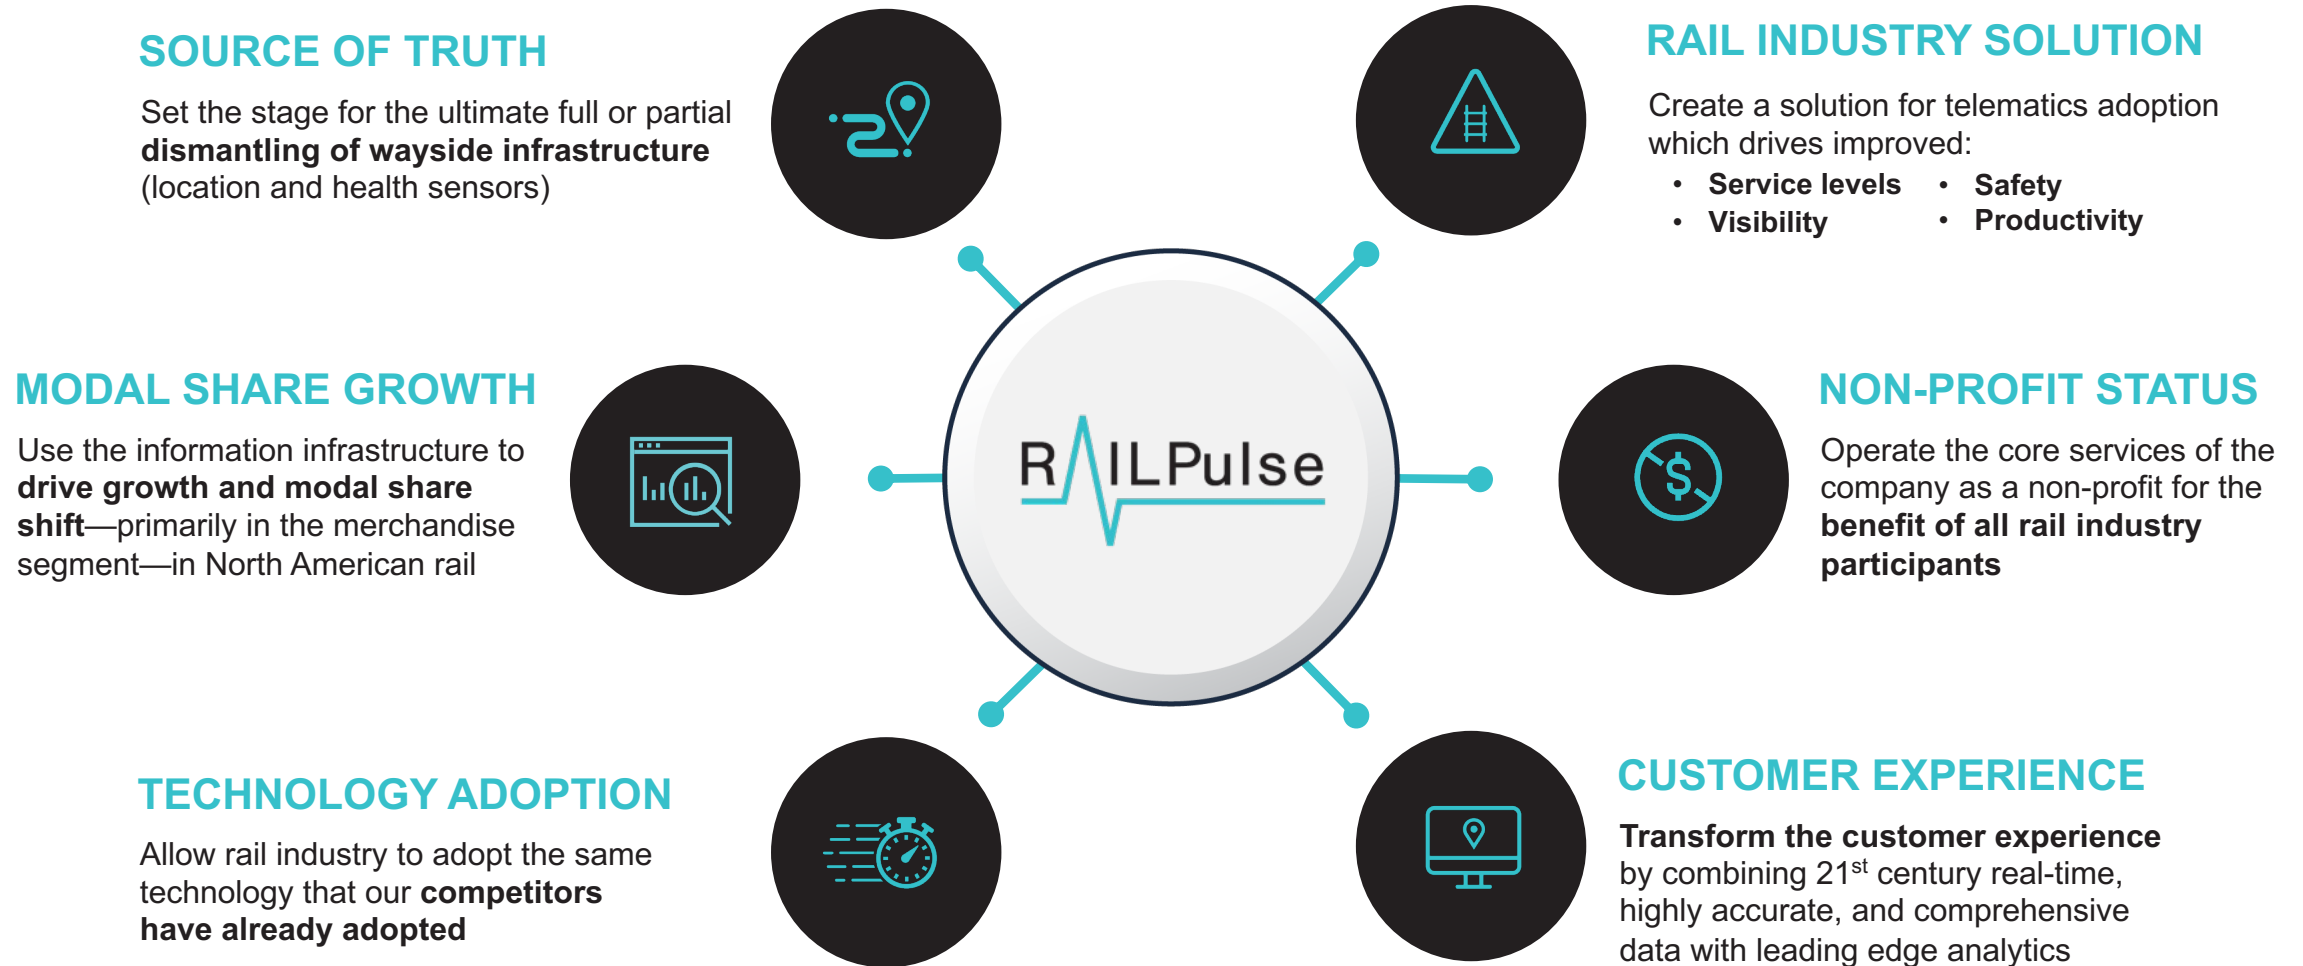 SOURCE OF TRUTH
Set the stage for the ultimate full or partial
dismantling of wayside infrastructure
(location and health sensors)
RAIL INDUSTRY SOLUTION
Create a solution for telematics adoption
which drives improved:
• Service levels • Safety
• Visibility • Productivity
MODAL SHARE GROWTH
Use the information infrastructure to
drive growth and modal share
shift—primarily in the merchandise
segment—in North American rail
RAILPulse
NON-PROFIT STATUS
Operate the core services of the
company as a non-profit for the
benefit of all rail industry
participants
$
TECHNOLOGY ADOPTION
Allow rail industry to adopt the same
technology that our competitors
have already adopted
CUSTOMER EXPERIENCE
Transform the customer experience
by combining 21st century real-time,
highly accurate, and comprehensive
data with leading edge analytics